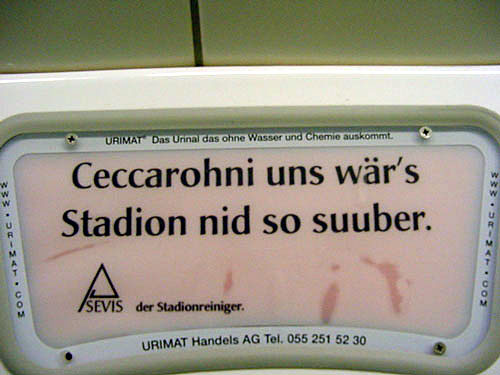 URIMAT® Das Urinal das ohne Wasser und Chemie auskommt.
Ceccarohni uns wär's
Stadion nid so suuber.
SEVIS der Stadionreiniger.
URIMAT Handels AG Tel. 055 251 52 30
WWW • URIMAT • COM
WWW • URIMAT • COM